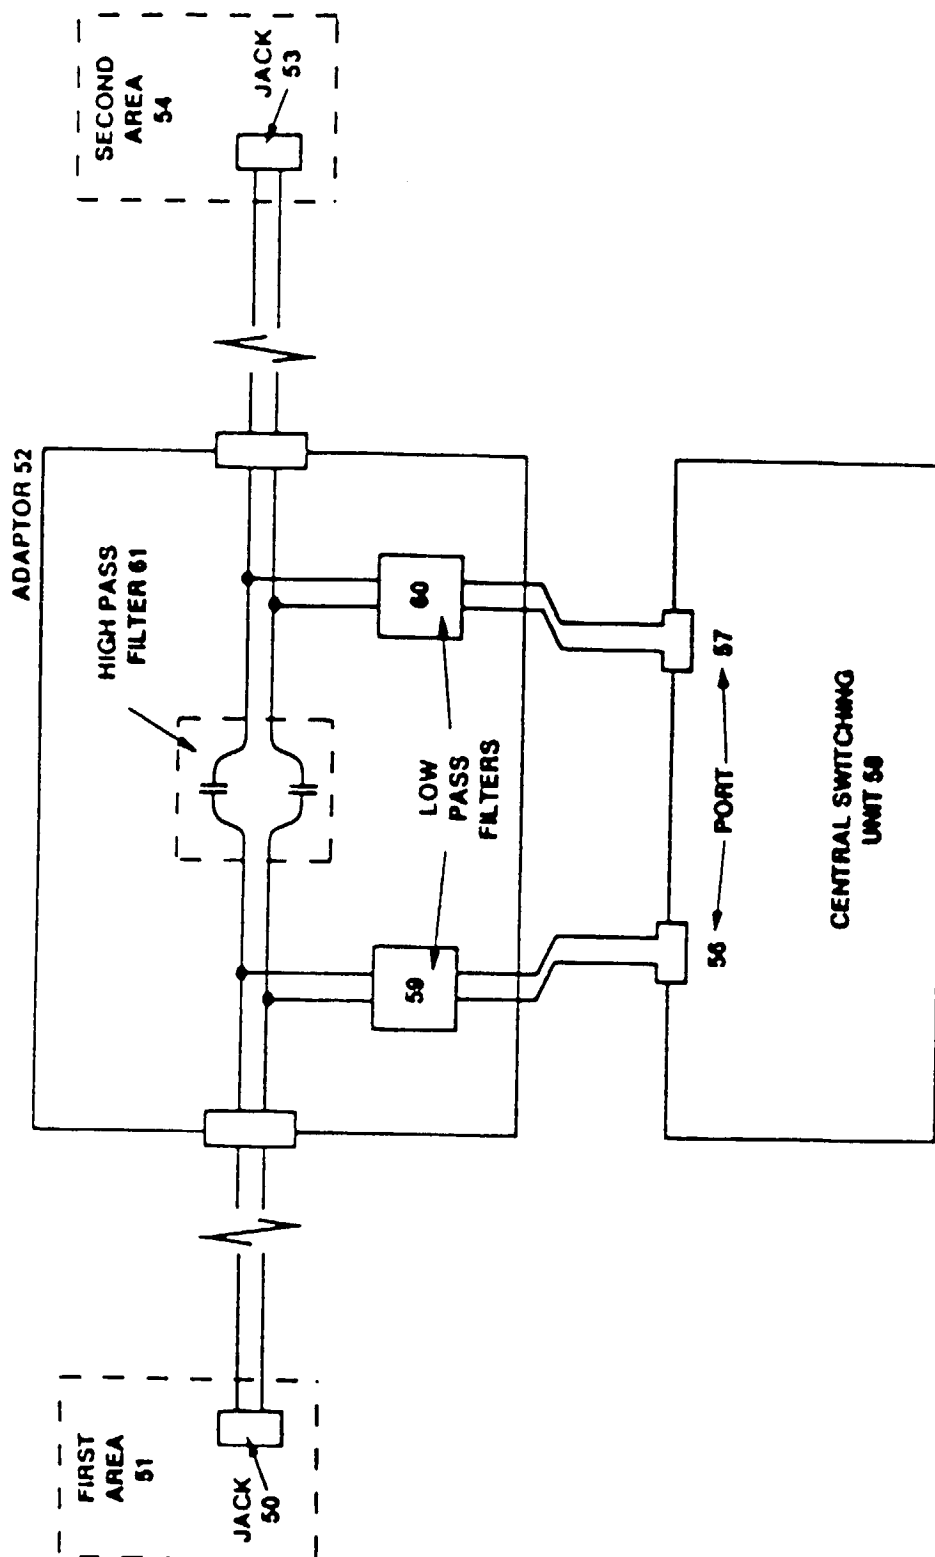 FIRST
AREA
51
JACK
50
ADAPTOR 52
HIGH PASS
FILTER 61
SECOND
AREA
54
JACK
53
59
LOW
PASS
FILTERS
60
56 PORT 57
CENTRAL SWITCHING
UNIT 58